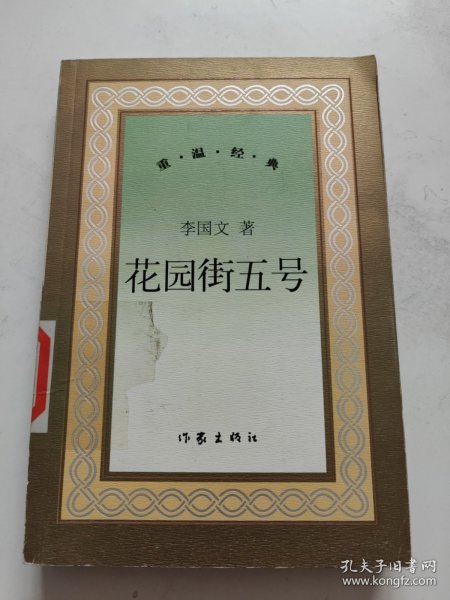 重·温·经·典
李国文 著
花园街五号
作家出版社
孔夫子旧书网
www.kongfz.com